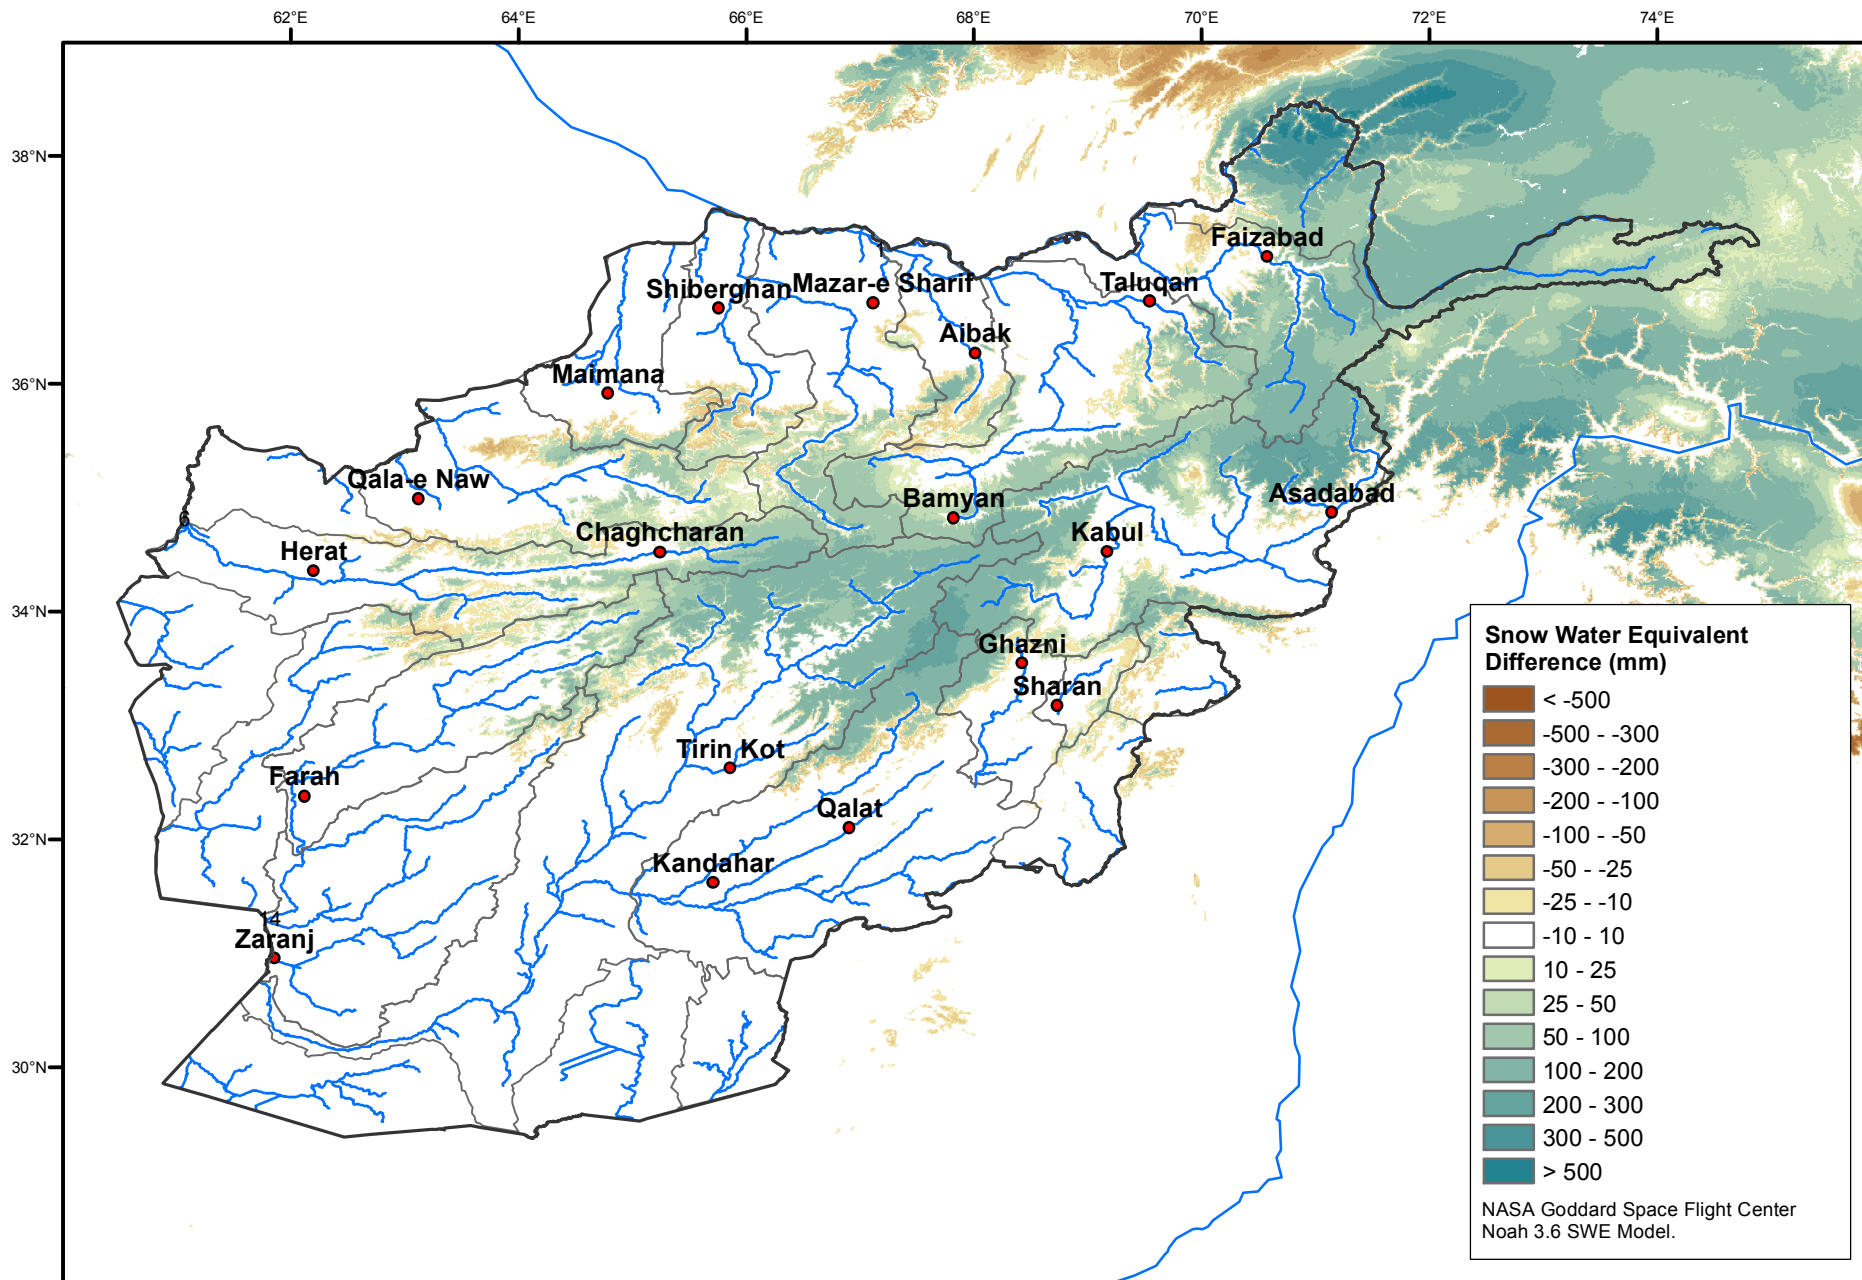 62°E
64°E
66°E
68°E
70°E
72°E
74°E
38°N
36°N
34°N
32°N
30°N
Faizabad
Shiberghan
Mazar-e Sharif
Taluqan
Aibak
Maimana
Qala-e Naw
Bamyan
Asadabad
6
Chaghcharan
Kabul
Herat
Ghazni
Sharan
Tirin Kot
Farah
Qalat
Kandahar
14
Zaranj
Snow Water Equivalent
Difference (mm)
< -500
-500 - -300
-300 - -200
-200 - -100
-100 - -50
-50 - -25
-25 - -10
-10 - 10
10 - 25
25 - 50
50 - 100
100 - 200
200 - 300
300 - 500
> 500
NASA Goddard Space Flight Center
Noah 3.6 SWE Model.